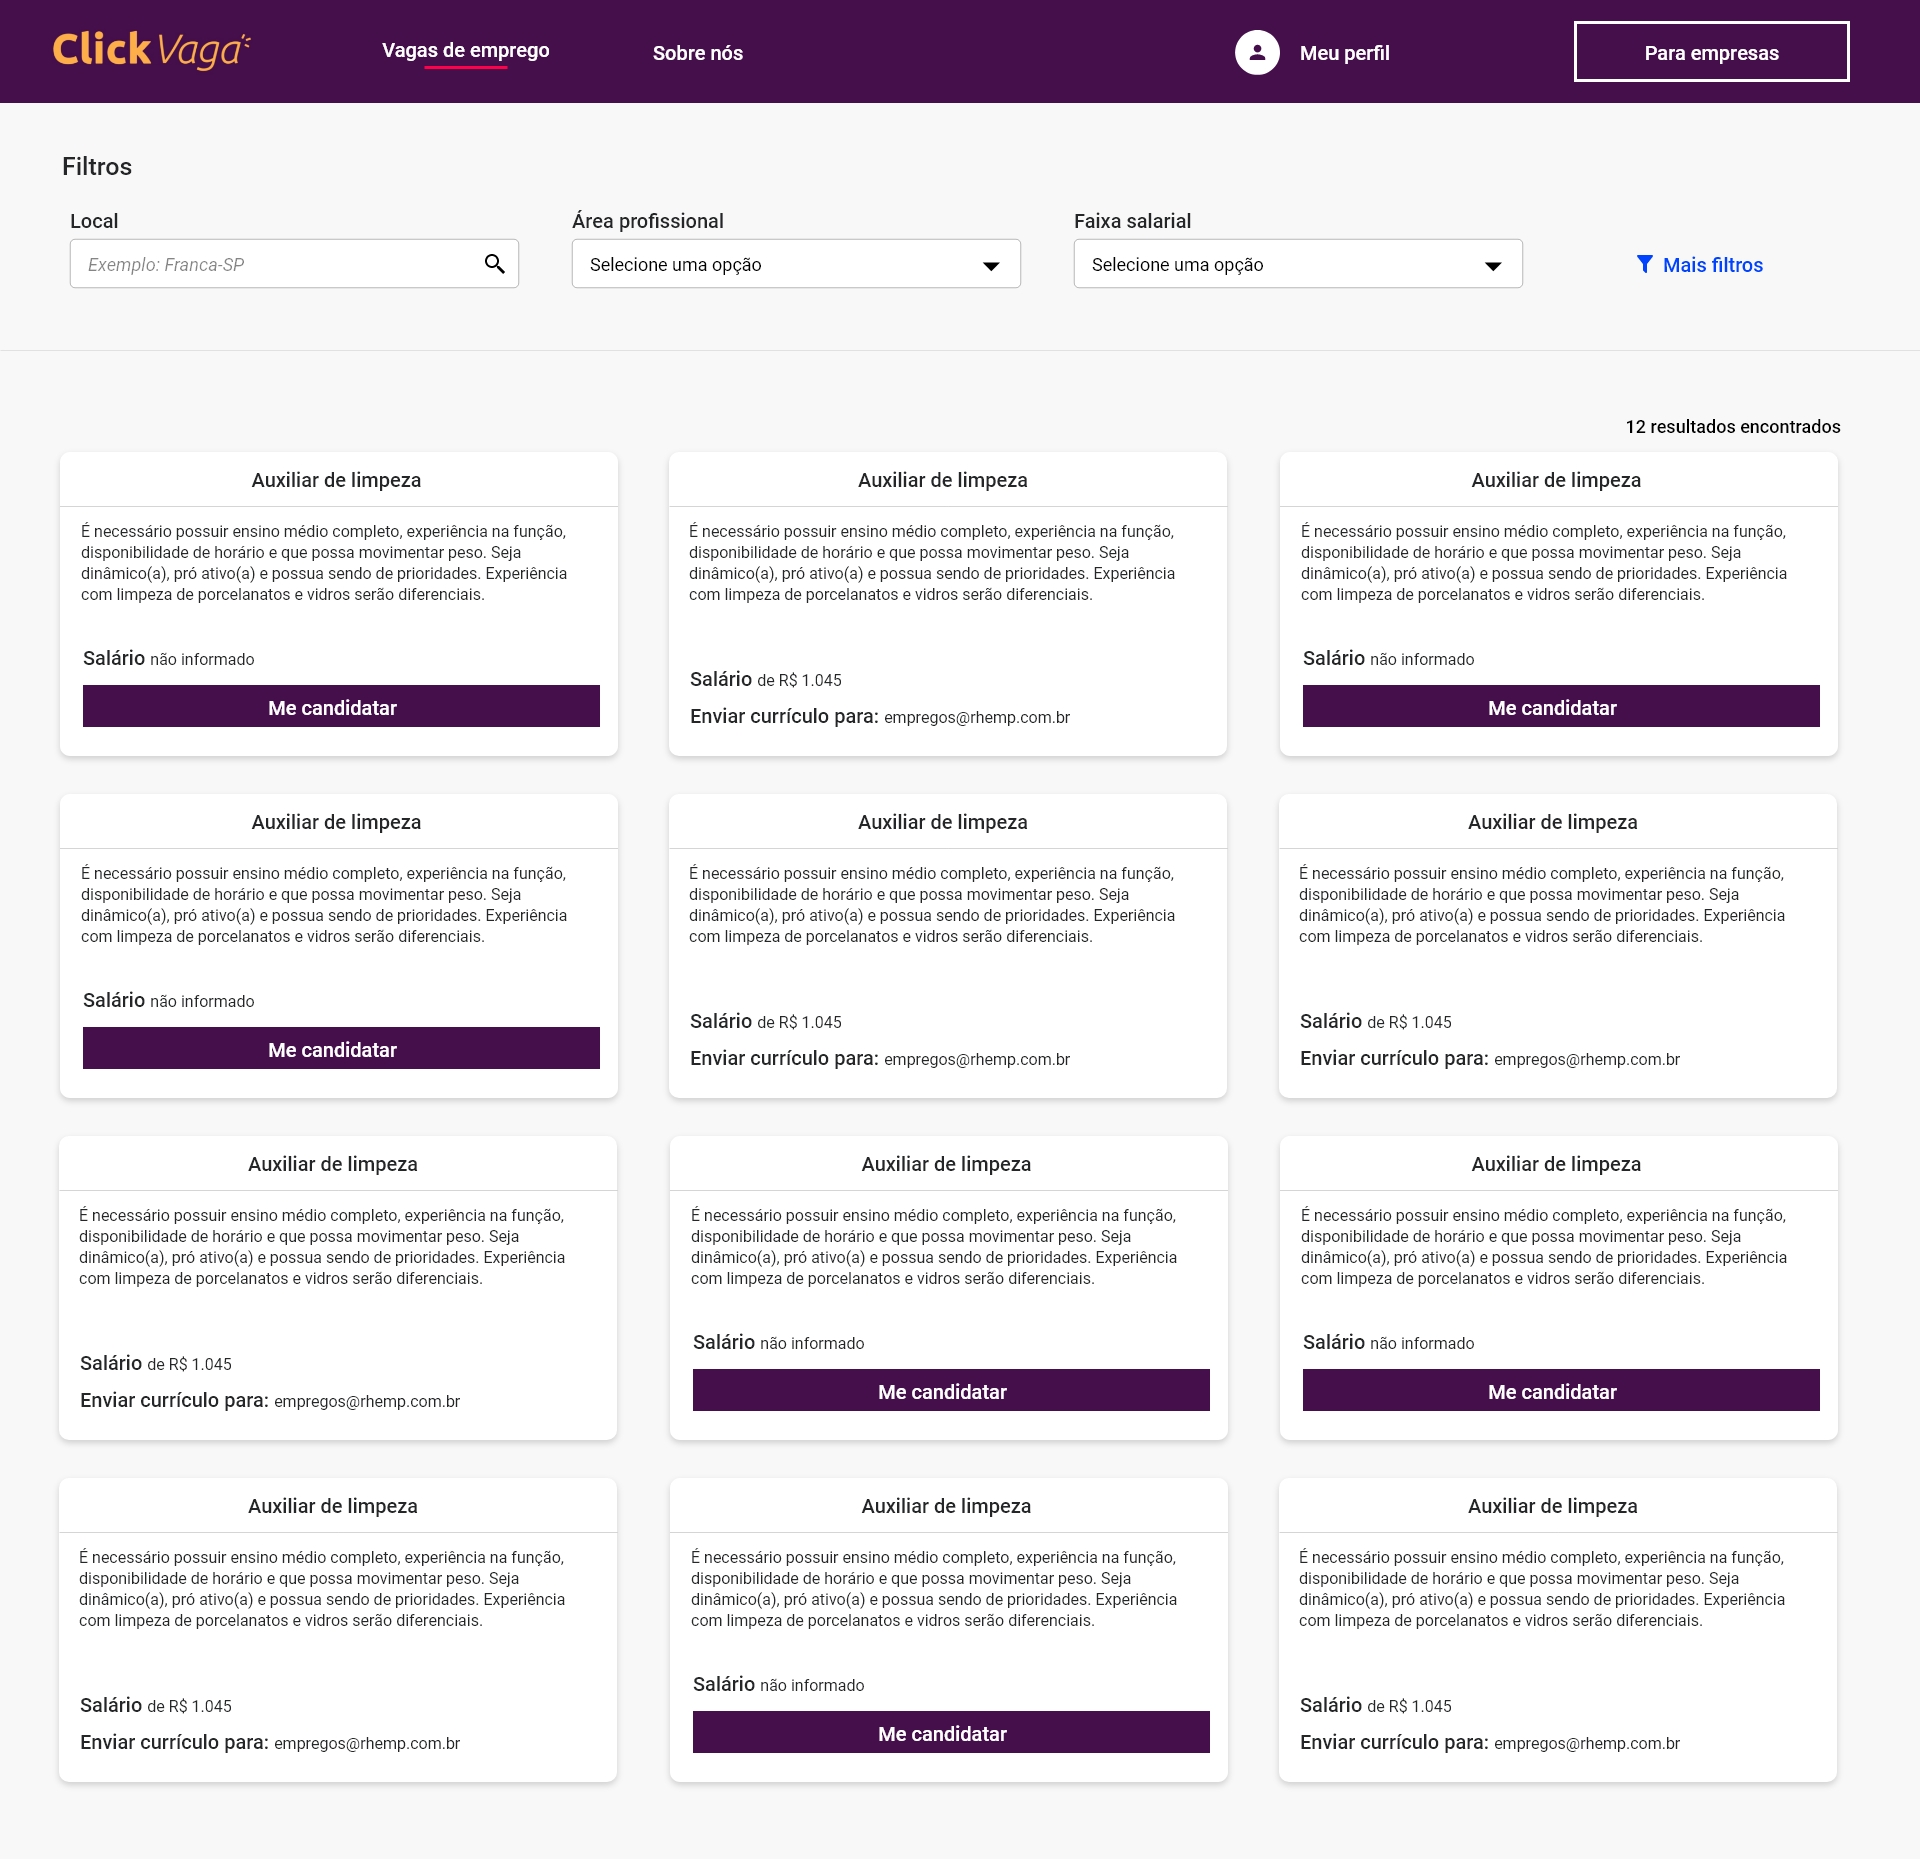 ClickVaga
Vagas de emprego
Sobre nós
Meu perfil
Para empresas
Filtros
Local
Área profissional
Faixa salarial
Exemplo: Franca-SP
Selecione uma opção
Selecione uma opção
Mais filtros
12 resultados encontrados
Auxiliar de limpeza
É necessário possuir ensino médio completo, experiência na função,
disponibilidade de horário e que possa movimentar peso. Seja
dinâmico(a), pró ativo(a) e possua sendo de prioridades. Experiência
com limpeza de porcelanatos e vidros serão diferenciais.
Salário não informado
Me candidatar
Auxiliar de limpeza
É necessário possuir ensino médio completo, experiência na função,
disponibilidade de horário e que possa movimentar peso. Seja
dinâmico(a), pró ativo(a) e possua sendo de prioridades. Experiência
com limpeza de porcelanatos e vidros serão diferenciais.
Salário de R$ 1.045
Enviar currículo para: empregos@rhemp.com.br
Auxiliar de limpeza
É necessário possuir ensino médio completo, experiência na função,
disponibilidade de horário e que possa movimentar peso. Seja
dinâmico(a), pró ativo(a) e possua sendo de prioridades. Experiência
com limpeza de porcelanatos e vidros serão diferenciais.
Salário não informado
Me candidatar
Auxiliar de limpeza
É necessário possuir ensino médio completo, experiência na função,
disponibilidade de horário e que possa movimentar peso. Seja
dinâmico(a), pró ativo(a) e possua sendo de prioridades. Experiência
com limpeza de porcelanatos e vidros serão diferenciais.
Salário não informado
Me candidatar
Auxiliar de limpeza
É necessário possuir ensino médio completo, experiência na função,
disponibilidade de horário e que possa movimentar peso. Seja
dinâmico(a), pró ativo(a) e possua sendo de prioridades. Experiência
com limpeza de porcelanatos e vidros serão diferenciais.
Salário de R$ 1.045
Enviar currículo para: empregos@rhemp.com.br
Auxiliar de limpeza
É necessário possuir ensino médio completo, experiência na função,
disponibilidade de horário e que possa movimentar peso. Seja
dinâmico(a), pró ativo(a) e possua sendo de prioridades. Experiência
com limpeza de porcelanatos e vidros serão diferenciais.
Salário de R$ 1.045
Enviar currículo para: empregos@rhemp.com.br
Auxiliar de limpeza
É necessário possuir ensino médio completo, experiência na função,
disponibilidade de horário e que possa movimentar peso. Seja
dinâmico(a), pró ativo(a) e possua sendo de prioridades. Experiência
com limpeza de porcelanatos e vidros serão diferenciais.
Salário de R$ 1.045
Enviar currículo para: empregos@rhemp.com.br
Auxiliar de limpeza
É necessário possuir ensino médio completo, experiência na função,
disponibilidade de horário e que possa movimentar peso. Seja
dinâmico(a), pró ativo(a) e possua sendo de prioridades. Experiência
com limpeza de porcelanatos e vidros serão diferenciais.
Salário não informado
Me candidatar
Auxiliar de limpeza
É necessário possuir ensino médio completo, experiência na função,
disponibilidade de horário e que possa movimentar peso. Seja
dinâmico(a), pró ativo(a) e possua sendo de prioridades. Experiência
com limpeza de porcelanatos e vidros serão diferenciais.
Salário não informado
Me candidatar
Auxiliar de limpeza
É necessário possuir ensino médio completo, experiência na função,
disponibilidade de horário e que possa movimentar peso. Seja
dinâmico(a), pró ativo(a) e possua sendo de prioridades. Experiência
com limpeza de porcelanatos e vidros serão diferenciais.
Salário de R$ 1.045
Enviar currículo para: empregos@rhemp.com.br
Auxiliar de limpeza
É necessário possuir ensino médio completo, experiência na função,
disponibilidade de horário e que possa movimentar peso. Seja
dinâmico(a), pró ativo(a) e possua sendo de prioridades. Experiência
com limpeza de porcelanatos e vidros serão diferenciais.
Salário não informado
Me candidatar
Auxiliar de limpeza
É necessário possuir ensino médio completo, experiência na função,
disponibilidade de horário e que possa movimentar peso. Seja
dinâmico(a), pró ativo(a) e possua sendo de prioridades. Experiência
com limpeza de porcelanatos e vidros serão diferenciais.
Salário de R$ 1.045
Enviar currículo para: empregos@rhemp.com.br